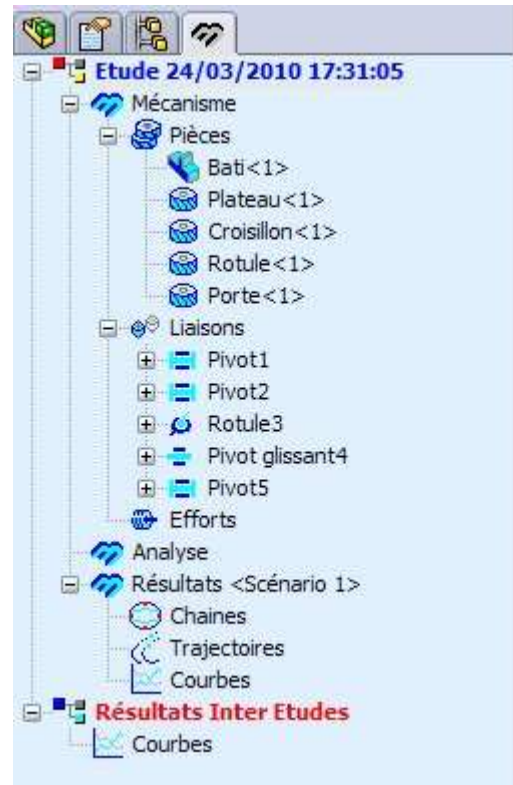 Etude 24/03/2010 17:31:05
Mécanisme
Pièces
Bati<1>
Plateau<1>
Croisillon<1>
Rotule<1>
Porte<1>
Liaisons
Pivot1
Pivot2
Rotule3
Pivot glissant4
Pivot5
Efforts
Analyse
Résultats <Scénario 1>
Chaines
Trajectoires
Courbes
Résultats Inter Etudes
Courbes